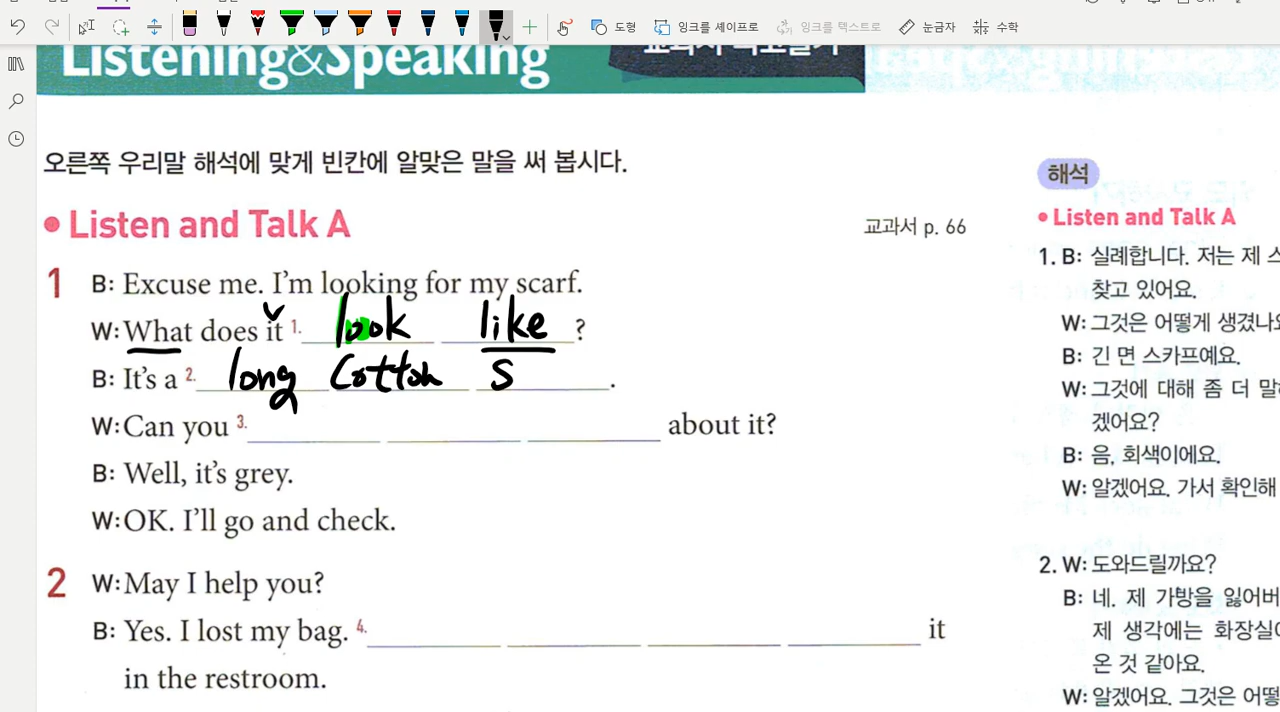 도형 잉크를 셰이프로 잉크를 텍스트로 눈금자 수학
Listening&Speaking
오른쪽 우리말 해석에 맞게 빈칸에 알맞은 말을 써 봅시다.
• Listen and Talk A 교과서 p. 66
1 B: Excuse me. I'm looking for my scarf.
W: What does it 1. look like ?
B: It's a 2. long Cotton S .
W: Can you 3. about it?
B: Well, it's grey.
W: OK. I'll go and check.
2 W: May I help you?
B: Yes. I lost my bag. 4. it
in the restroom.
해석
• Listen and Talk A
1. B: 실례합니다. 저는 제
찾고 있어요.
W: 그것은 어떻게 생겼나요
B: 긴 면 스카프예요.
W: 그것에 대해 좀 더
겠어요?
B: 음, 회색이에요.
W: 알겠어요. 가서 확인해
2. W: 도와드릴까요?
B: 네. 제 가방을 잃어버
제 생각에는 화장실에
온 것 같아요.
W: 알겠어요. 그것은